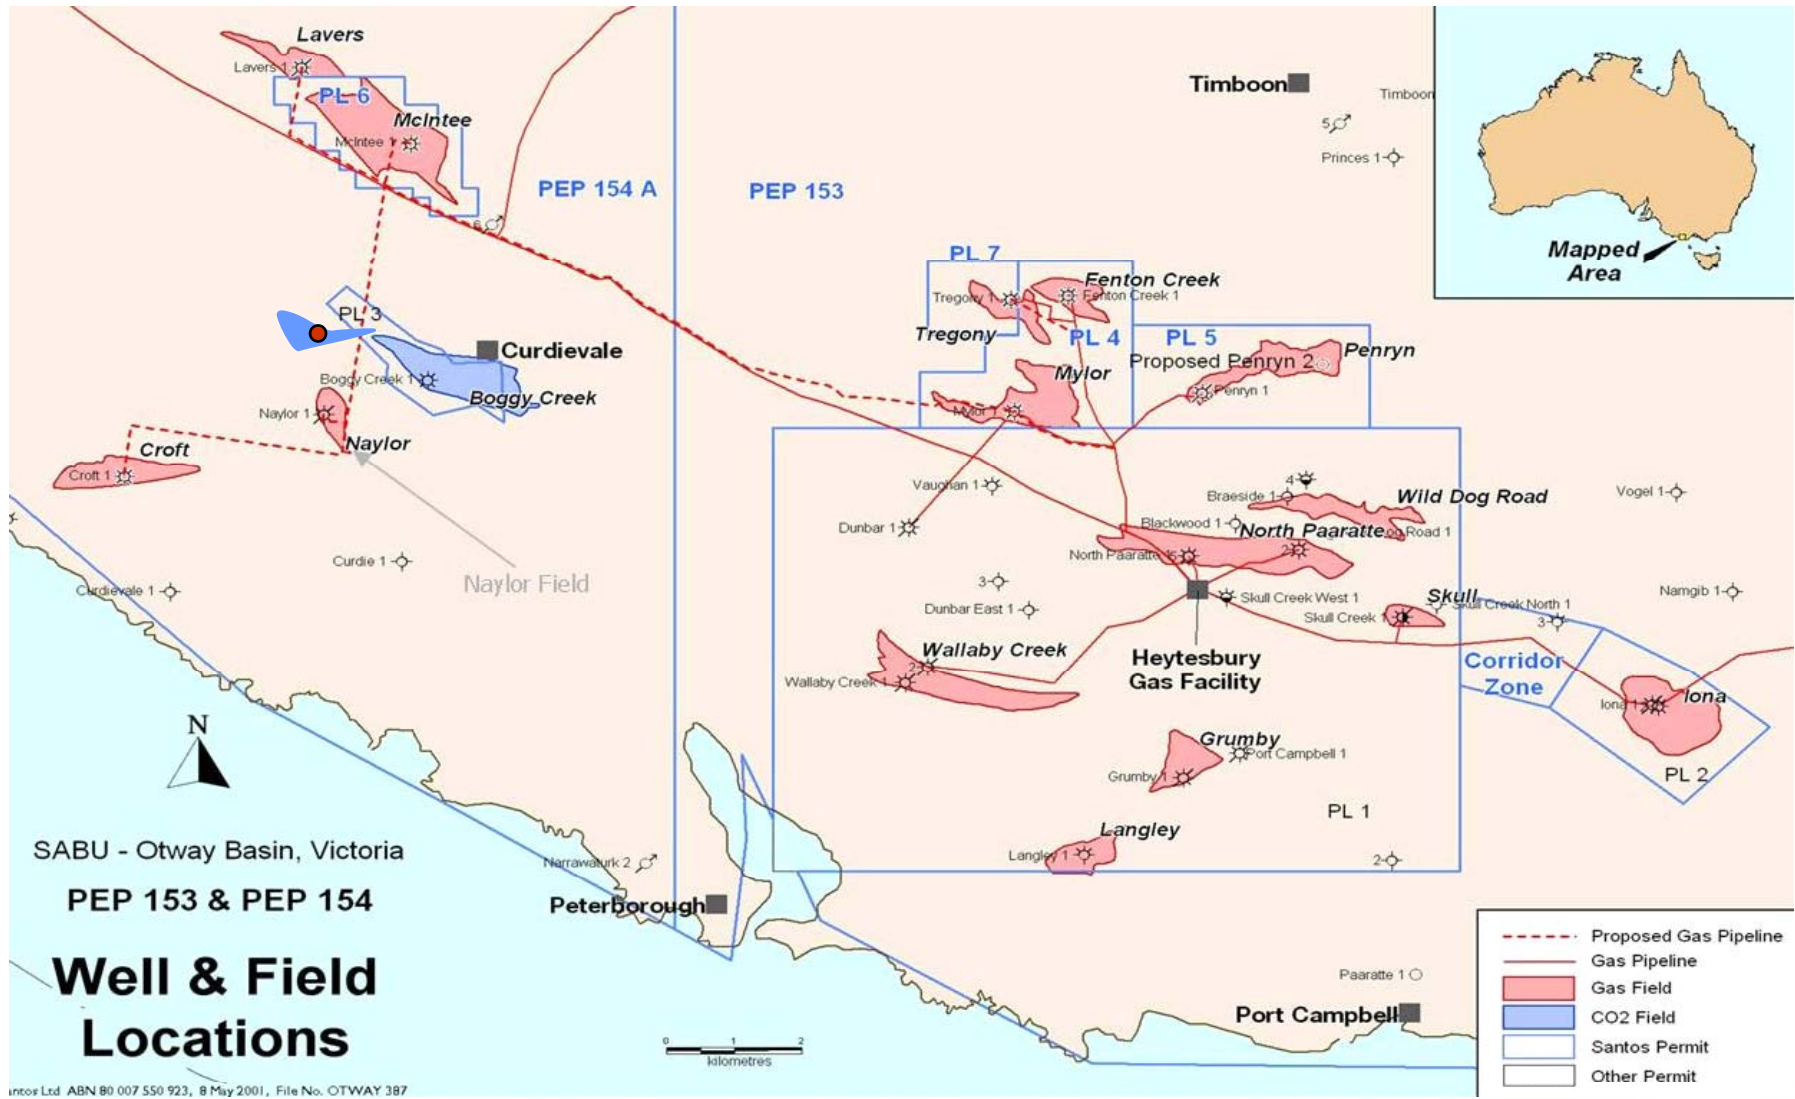 Lavers
Lavers 1
PL 6
McIntee
McIntee 1
PEP 154 A
PEP 153
6
Timboon
Timboon
5
Princes 1
Mapped
Area
PL 7
Fenton Creek
Tregony 1
Fenton Creek 1
Tregony
PL 4
PL 5
Penryn
Proposed Penryn 2
Penryn 1
Mylor
Mylor 1
PL 3
Curdievale
Boggy Creek 1
Boggy Creek
Naylor 1
Naylor
Croft
Croft 1
Naylor Field
Curdie 1
Curdievale 1
Vaughan 1
Dunbar 1
3
Dunbar East 1
4
Braeside 1
Wild Dog Road
Blackwood 1
North Paaratte
og Road 1
North Paaratte
5
2
Vogel 1
Skull Creek West 1
Skull
Skull Creek North 1
Skull Creek 1
3
Namgib 1
Wallaby Creek
2
Wallaby Creek 1
Heytesbury
Gas Facility
Corridor
Zone
Iona
Iona 1
PL 2
Grumby
Port Campbell 1
Grumby 1
PL 1
Langley
Langley 1
2
N
SABU - Otway Basin, Victoria
PEP 153 & PEP 154
Well & Field
Locations
Narrawaturk 2
Peterborough
Paaratte 1
Port Campbell
0 1 2
kilometres
Proposed Gas Pipeline
Gas Pipeline
Gas Field
CO2 Field
Santos Permit
Other Permit
antos Ltd ABN 80 007 550 923, 8 May 2001, File No. OTWAY 387